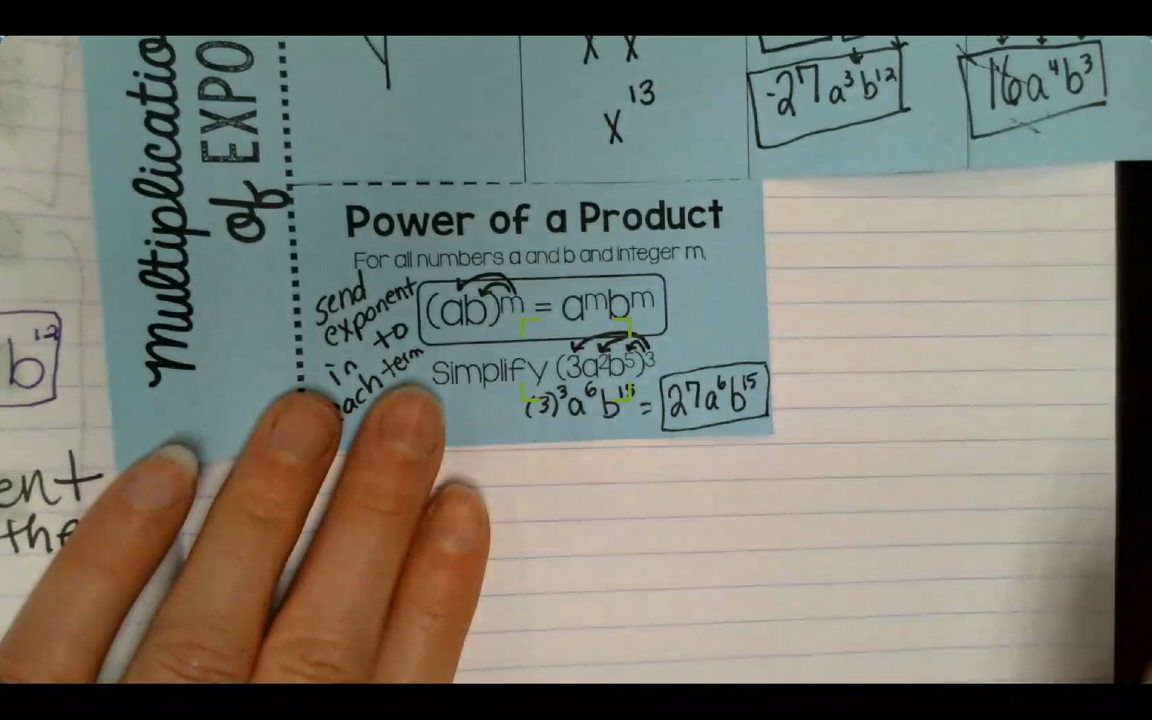 Multiplicatio
of EXPO
y
x x
x¹³
-27a³b¹²
16a⁴b³
Power of a Product
For all numbers a and b and integer m,
(ab)ᵐ = aᵐbᵐ
send
exponent
in to
each term
Simplify (3a²b⁵)³
(3)³a⁶b¹⁵ = 27a⁶b¹⁵
b¹²
ent
the